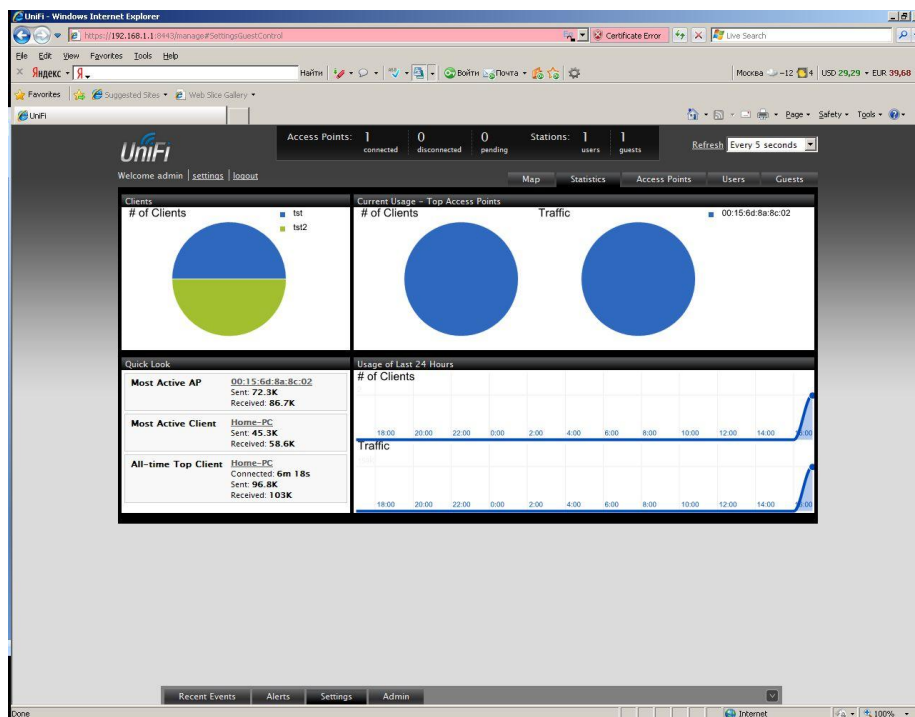 UniFi - Windows Internet Explorer
https://192.168.1.1:8443/manage#SettingsGuestControl
Certificate Error
Live Search
File Edit View Favorites Tools Help
Яндекс Я Найти Войти Почта Москва -12 4 USD 29,29 EUR 39,68
Favorites Suggested Sites Web Slice Gallery
UniFi
Page Safety Tools
UniFi
Access Points: 1 0 0 Stations: 1 1
connected disconnected pending users guests
Refresh Every 5 seconds
Welcome admin | settings | logout
Map Statistics Access Points Users Guests
Clients
# of Clients
tst
tst2
Current Usage - Top Access Points
# of Clients Traffic
00:15:6d:8a:8c:02
Quick Look
Most Active AP 00:15:6d:8a:8c:02
Sent: 72.3K
Received: 86.7K
Most Active Client Home-PC
Sent: 45.3K
Received: 58.6K
All-time Top Client Home-PC
Connected: 6m 18s
Sent: 96.8K
Received: 103K
Usage of Last 24 Hours
# of Clients
18:00 20:00 22:00 0:00 2:00 4:00 6:00 8:00 10:00 12:00 14:00
Traffic
18:00 20:00 22:00 0:00 2:00 4:00 6:00 8:00 10:00 12:00 14:00
Recent Events Alerts Settings Admin
Done Internet 100%